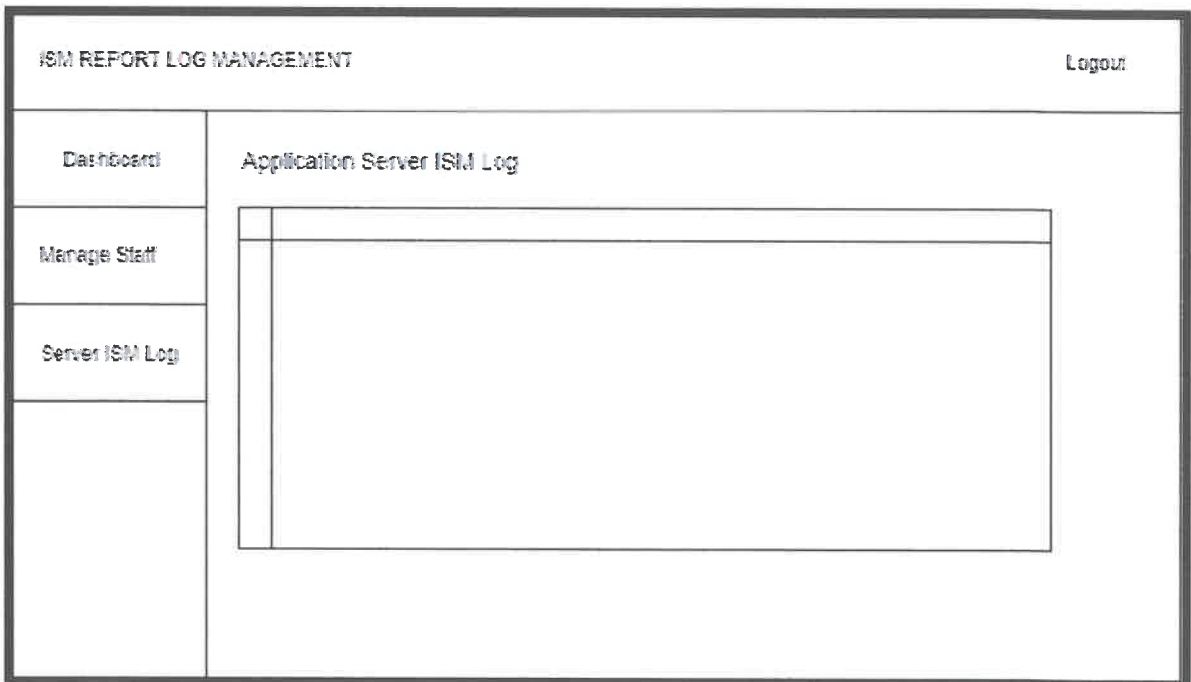 ISM REPORT LOG MANAGEMENT
Logout
Dashboard
Application Server ISM Log
Manage Staff
Server ISM Log